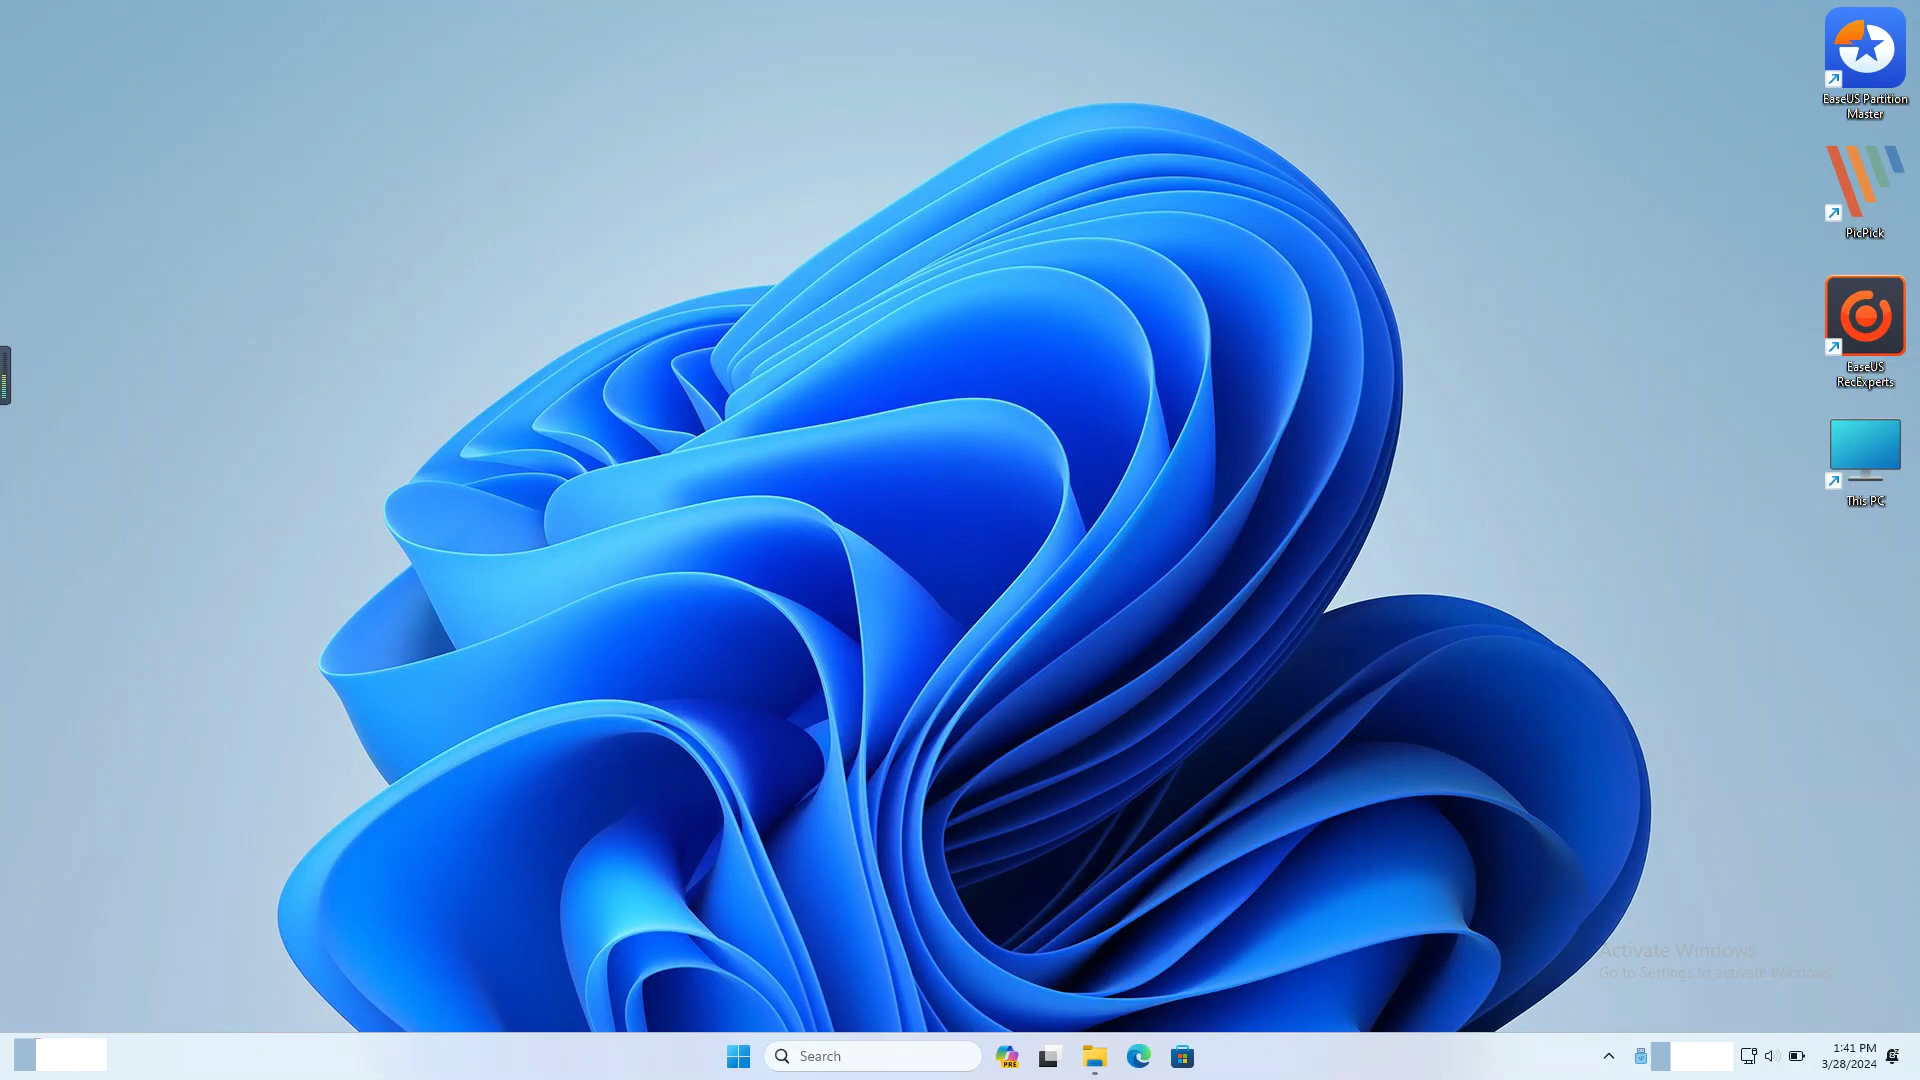 EaseUS Partition
Master
PicPick
EaseUS
RecExperts
This PC
Activate Windows
Go to Settings to activate Windows.
Search
PRE
1:41 PM
3/28/2024